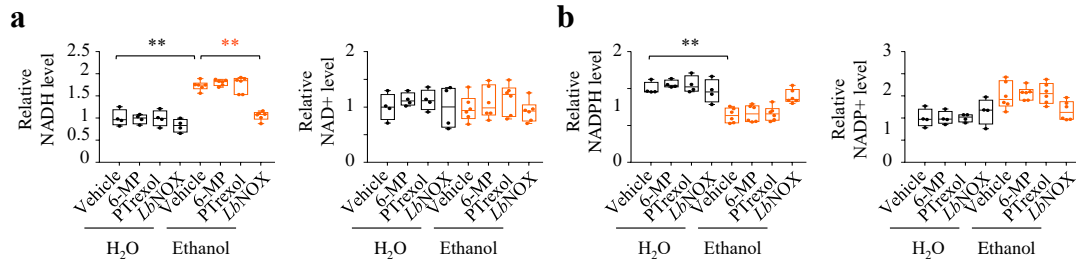 a
Relative
NADH level
2.5
2
1.5
1
0.5
0
**
**
Vehicle
6-MP
PTrexol
LbNOX
Vehicle
6-MP
PTrexol
LbNOX
H₂O
Ethanol
Relative
NAD+ level
2
1
0
Vehicle
6-MP
PTrexol
LbNOX
Vehicle
6-MP
PTrexol
LbNOX
H₂O
Ethanol
b
Relative
NADPH level
2
1.5
1
0.5
0
**
Vehicle
6-MP
PTrexol
LbNOX
Vehicle
6-MP
PTrexol
LbNOX
H₂O
Ethanol
Relative
NADP+ level
3
2
1
0
Vehicle
6-MP
PTrexol
LbNOX
Vehicle
6-MP
PTrexol
LbNOX
H₂O
Ethanol